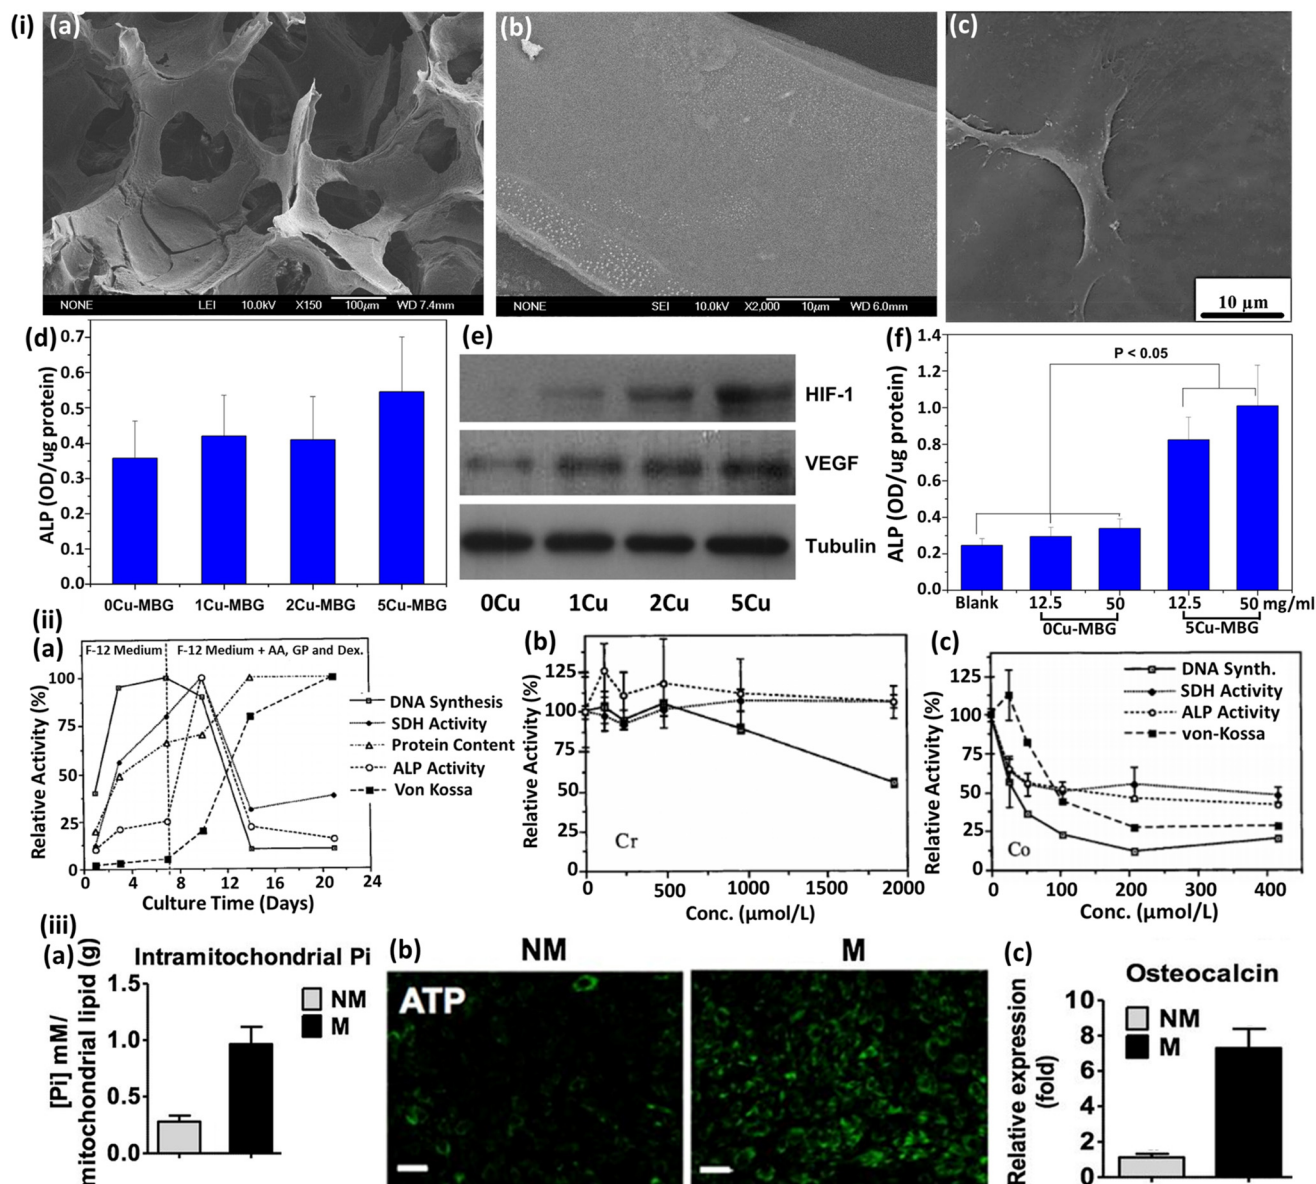 (i) (a) (b) (c)
NONE LEI 10.0kV X150 100µm WD 7.4mm
NONE SEI 10.0kV X2,000 10µm WD 6.0mm
10 µm
(d)
ALP (OD/ug protein)
0.7
0.6
0.5
0.4
0.3
0.2
0.1
0.0
0Cu-MBG 1Cu-MBG 2Cu-MBG 5Cu-MBG
(e)
HIF-1
VEGF
Tubulin
0Cu 1Cu 2Cu 5Cu
(f)
P < 0.05
ALP (OD/ug protein)
1.4
1.2
1.0
0.8
0.6
0.4
0.2
0.0
Blank 12.5 50 12.5 50 mg/ml
0Cu-MBG 5Cu-MBG
(ii)
(a)
F-12 Medium F-12 Medium + AA, GP and Dex.
Relative Activity (%)
100
75
50
25
0
0 4 8 12 16 20 24
Culture Time (Days)
DNA Synthesis
SDH Activity
Protein Content
ALP Activity
Von Kossa
(b)
Relative Activity (%)
125
100
75
50
25
0
Cr
0 500 1000 1500 2000
Conc. (µmol/L)
(c)
Relative Activity (%)
125
100
75
50
25
0
DNA Synth.
SDH Activity
ALP Activity
von-Kossa
Co
0 100 200 300 400
Conc. (µmol/L)
(iii)
(a)
Intramitochondrial Pi
[Pi] mM/
mitochondrial lipid (g)
1.5
1.0
0.5
0.0
NM
M
(b)
NM M
ATP
(c)
Osteocalcin
Relative expression
(fold)
10
8
6
4
2
0
NM
M